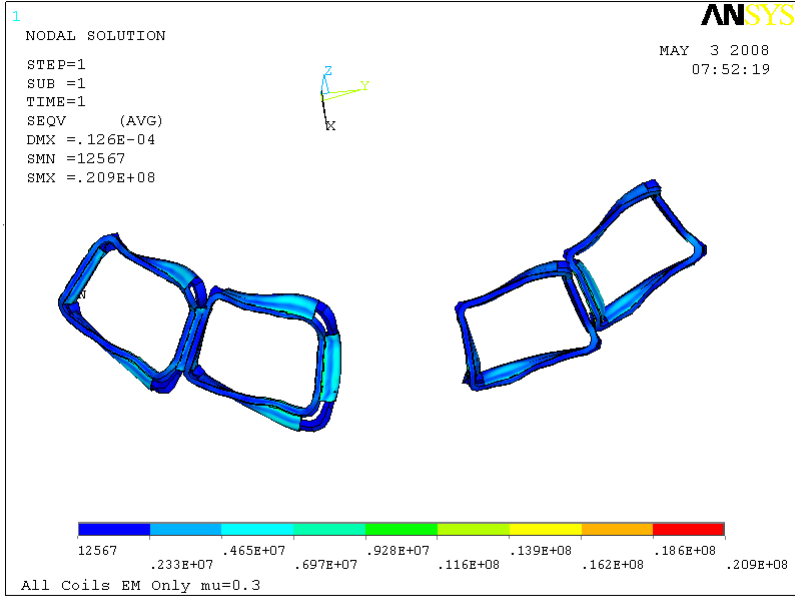 1
ANSYS
NODAL SOLUTION
MAY  3 2008
07:52:19
STEP=1
SUB =1
TIME=1
SEQV     (AVG)
DMX =.126E-04
SMN =12567
SMX =.209E+08
Z
Y
X
N
12567 .465E+07 .928E+07 .139E+08 .186E+08
.233E+07 .697E+07 .116E+08 .162E+08 .209E+08
All Coils EM Only mu=0.3